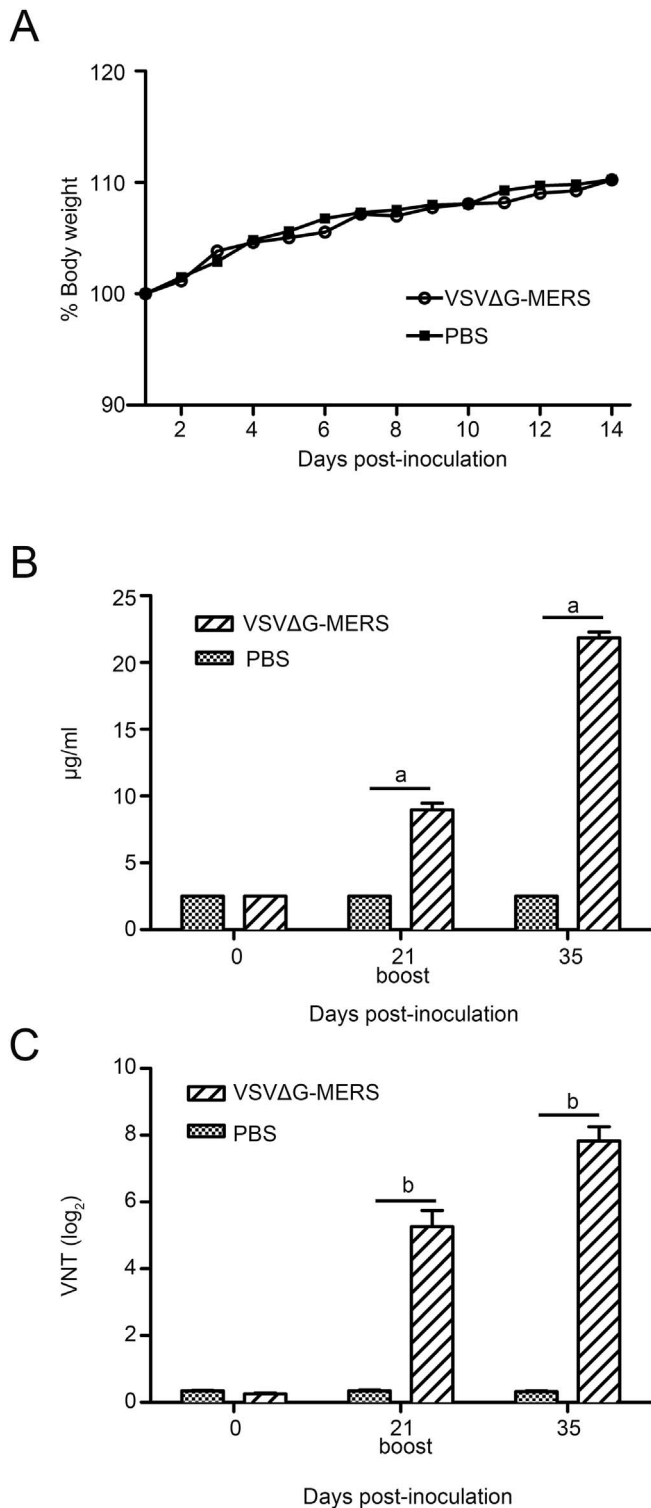 A
120
110
100
90
% Body weight
VSVΔG-MERS
PBS
2 4 6 8 10 12 14
Days post-inoculation
B
25
20
15
10
5
0
µg/ml
VSVΔG-MERS
PBS
a
a
0 21 35
boost
Days post-inoculation
C
10
8
6
4
2
0
VNT (log₂)
VSVΔG-MERS
PBS
b
b
0 21 35
boost
Days post-inoculation